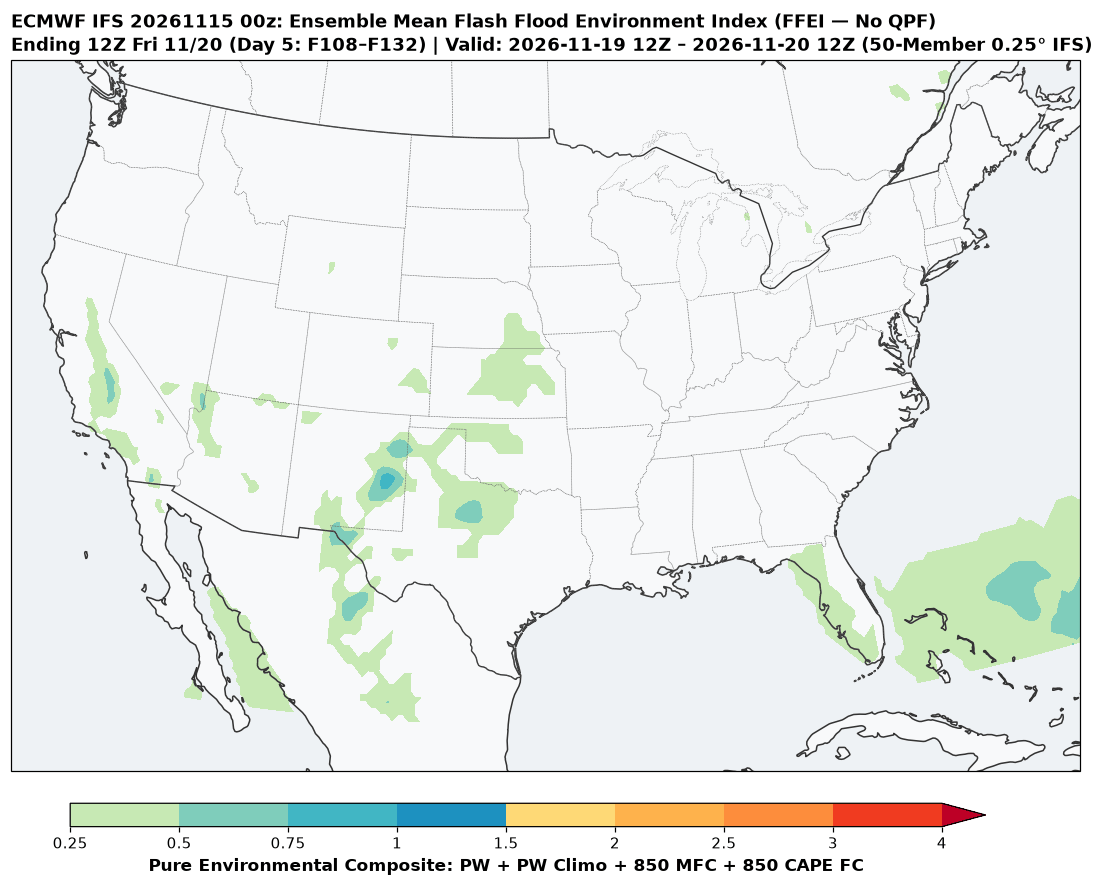 ECMWF IFS 20261115 00z: Ensemble Mean Flash Flood Environment Index (FFEI — No QPF)
Ending 12Z Fri 11/20 (Day 5: F108–F132) | Valid: 2026-11-19 12Z – 2026-11-20 12Z (50-Member 0.25° IFS)
0.25 0.5 0.75 1 1.5 2 2.5 3 4
Pure Environmental Composite: PW + PW Climo + 850 MFC + 850 CAPE FC